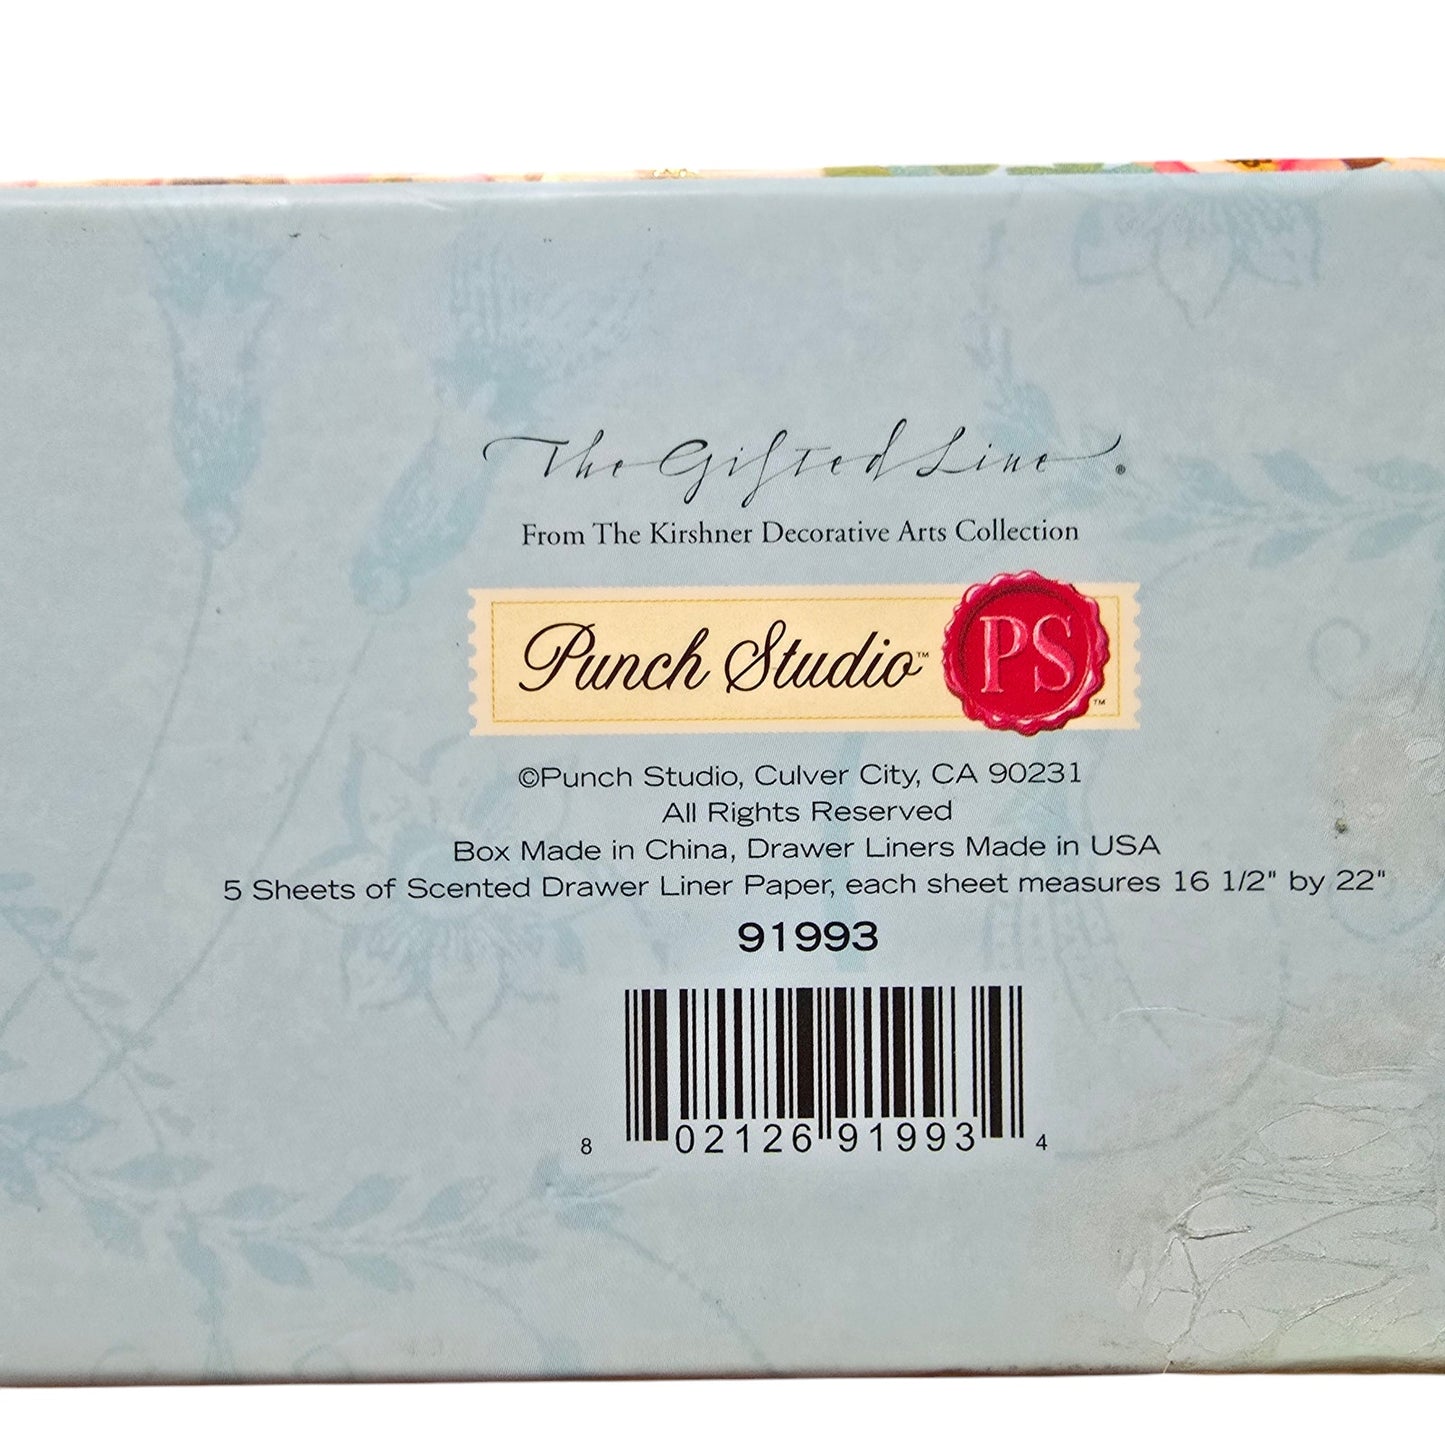 The Gifted Line®
From The Kirshner Decorative Arts Collection
Punch Studio™ PS™
©Punch Studio, Culver City, CA 90231
All Rights Reserved
Box Made in China, Drawer Liners Made in USA
5 Sheets of Scented Drawer Liner Paper, each sheet measures 16 1/2" by 22"
91993
8 02126 91993 4